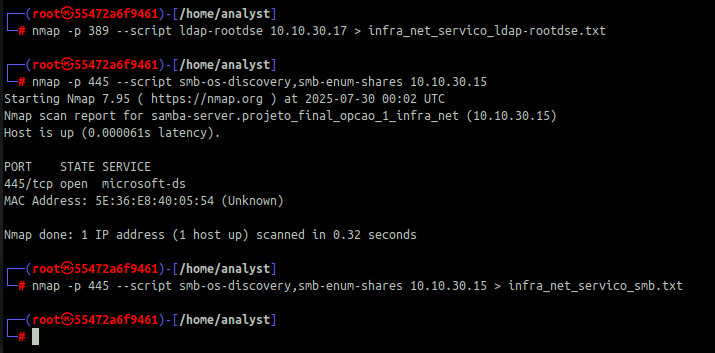 ┌──(root㉿55472a6f9461)-[/home/analyst]
└─# nmap -p 389 --script ldap-rootdse 10.10.30.17 > infra_net_servico_ldap-rootdse.txt
┌──(root㉿55472a6f9461)-[/home/analyst]
└─# nmap -p 445 --script smb-os-discovery,smb-enum-shares 10.10.30.15
Starting Nmap 7.95 ( https://nmap.org ) at 2025-07-30 00:02 UTC
Nmap scan report for samba-server.projeto_final_opcao_1_infra_net (10.10.30.15)
Host is up (0.000061s latency).
PORT    STATE SERVICE
445/tcp open  microsoft-ds
MAC Address: 5E:36:E8:40:05:54 (Unknown)
Nmap done: 1 IP address (1 host up) scanned in 0.32 seconds
┌──(root㉿55472a6f9461)-[/home/analyst]
└─# nmap -p 445 --script smb-os-discovery,smb-enum-shares 10.10.30.15 > infra_net_servico_smb.txt
┌──(root㉿55472a6f9461)-[/home/analyst]
└─#